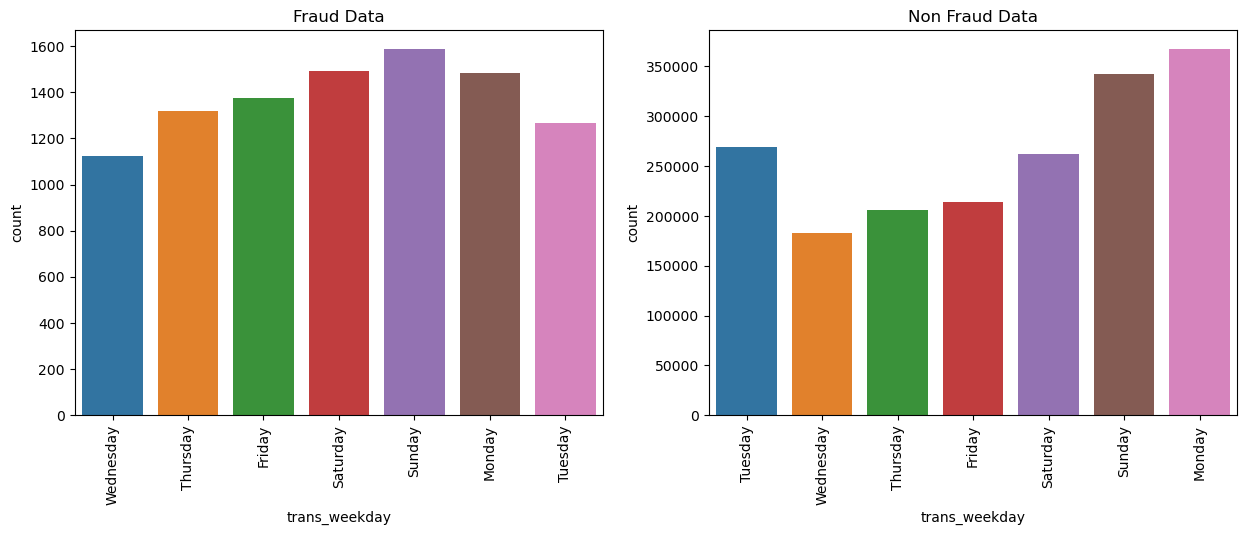 Fraud Data
1600
1400
1200
1000
800
600
400
200
0
count
Wednesday
Thursday
Friday
Saturday
Sunday
Monday
Tuesday
trans_weekday
Non Fraud Data
350000
300000
250000
200000
150000
100000
50000
0
count
Tuesday
Wednesday
Thursday
Friday
Saturday
Sunday
Monday
trans_weekday